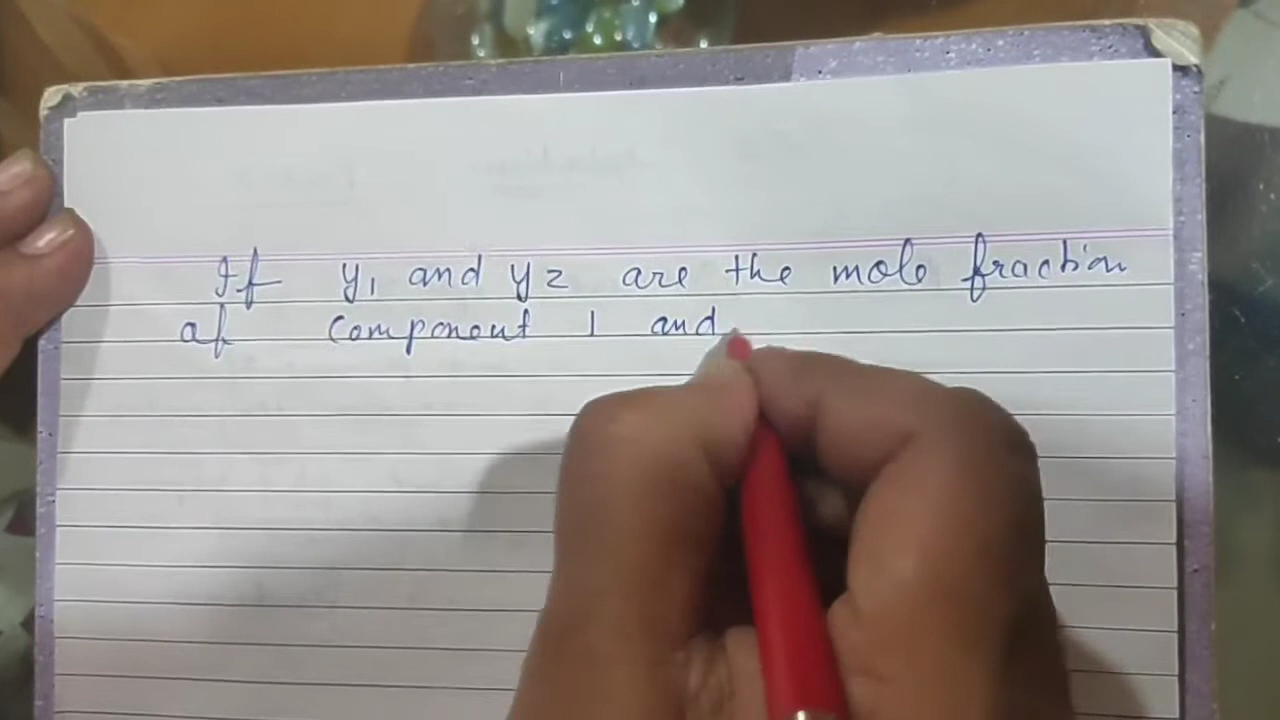 If y1 and y2 are the mole fraction
of component 1 and